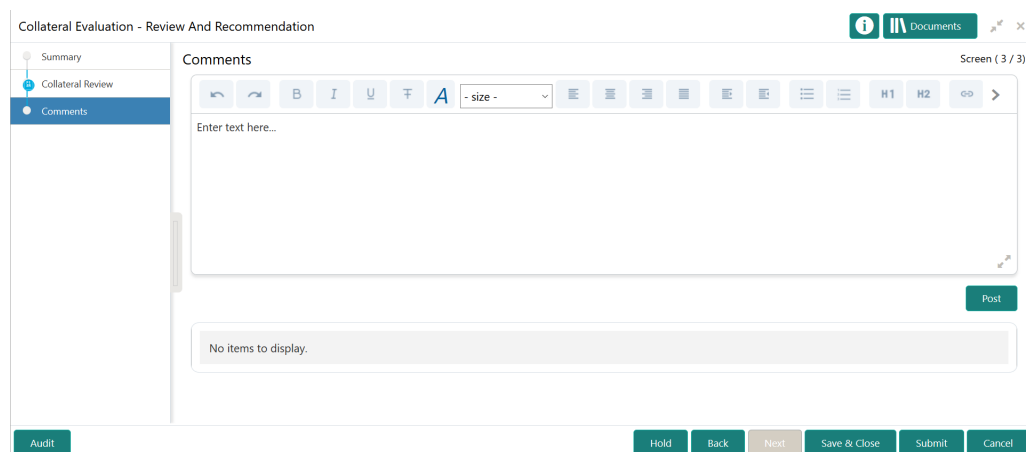 Collateral Evaluation - Review And Recommendation
Documents
Summary
Collateral Review
Comments
Comments
Screen ( 3 / 3)
B I U T A - size - H1 H2
Enter text here...
Post
No items to display.
Audit
Hold Back Next Save & Close Submit Cancel